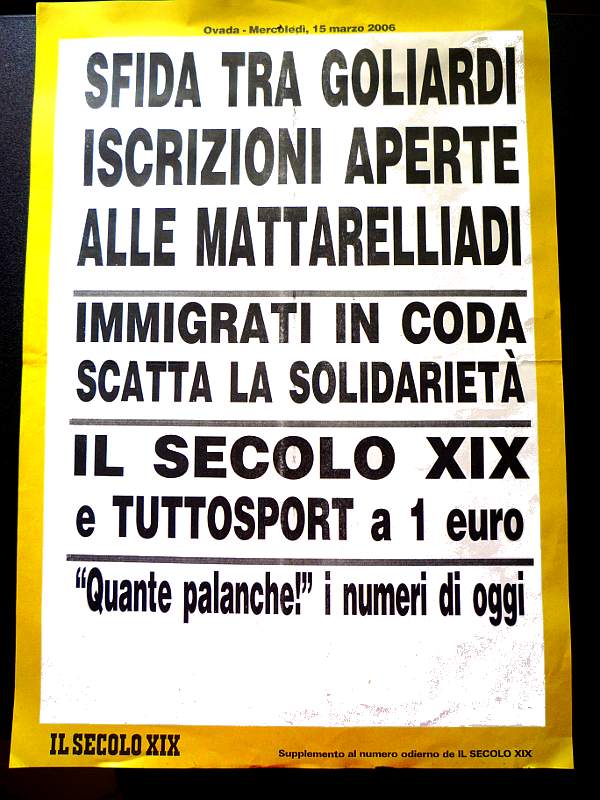 Ovada - Mercoledì, 15 marzo 2006
SFIDA TRA GOLIARDI
ISCRIZIONI APERTE
ALLE MATTARELLIADI
IMMIGRATI IN CODA
SCATTA LA SOLIDARIETÀ
IL SECOLO XIX
e TUTTOSPORT a 1 euro
“Quante palanche!” i numeri di oggi
IL SECOLO XIX
Supplemento al numero odierno de IL SECOLO XIX